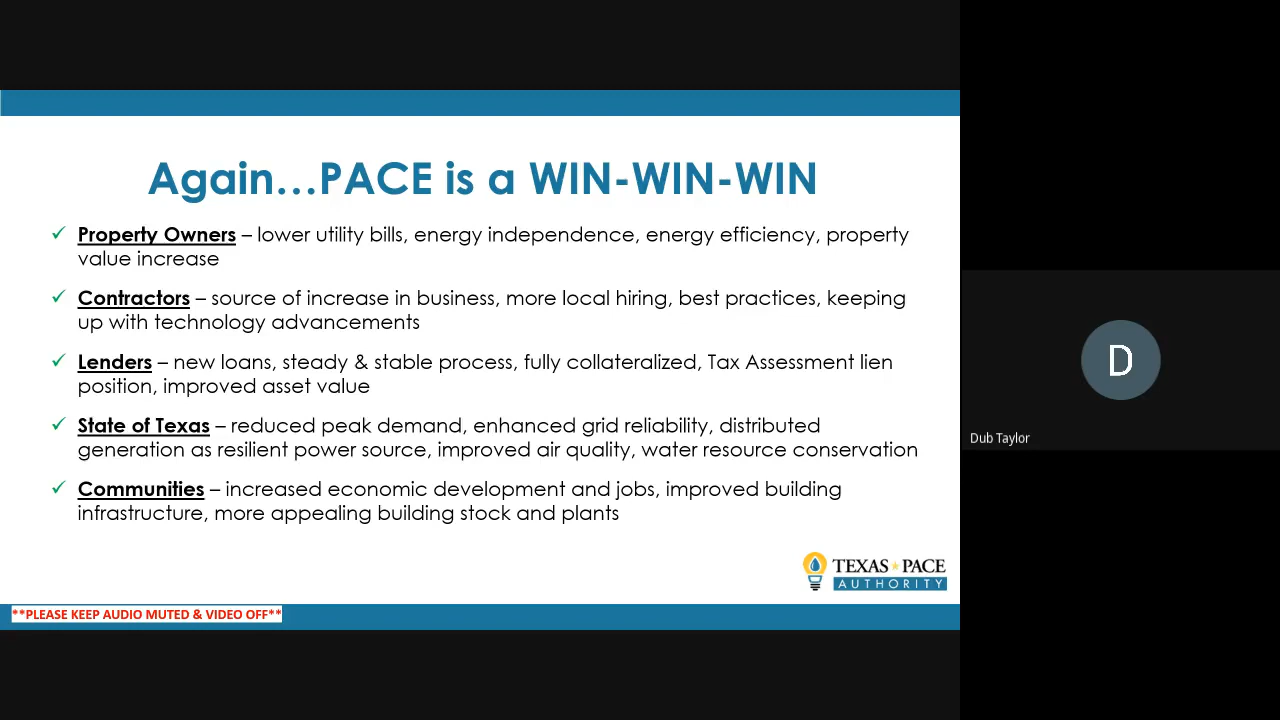 Again...PACE is a WIN-WIN-WIN
✓ Property Owners – lower utility bills, energy independence, energy efficiency, property
value increase
✓ Contractors – source of increase in business, more local hiring, best practices, keeping
up with technology advancements
✓ Lenders – new loans, steady & stable process, fully collateralized, Tax Assessment lien
position, improved asset value
✓ State of Texas – reduced peak demand, enhanced grid reliability, distributed
generation as resilient power source, improved air quality, water resource conservation
✓ Communities – increased economic development and jobs, improved building
infrastructure, more appealing building stock and plants
TEXAS PACE
AUTHORITY
**PLEASE KEEP AUDIO MUTED & VIDEO OFF**
D
Dub Taylor